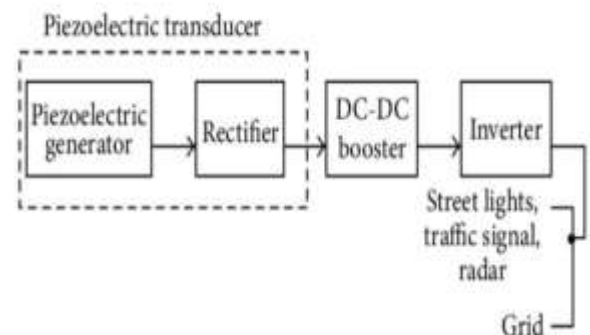 Piezoelectric transducer
Piezoelectric
generator
Rectifier
DC-DC
booster
Inverter
Street lights,
traffic signal,
radar
Grid